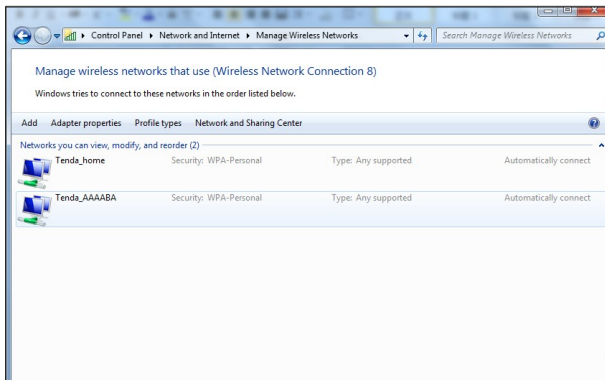 Control Panel ▸ Network and Internet ▸ Manage Wireless Networks
Search Manage Wireless Networks
Manage wireless networks that use (Wireless Network Connection 8)
Windows tries to connect to these networks in the order listed below.
Add Adapter properties Profile types Network and Sharing Center
Networks you can view, modify, and reorder (2)
Tenda_home Security: WPA-Personal Type: Any supported Automatically connect
Tenda_AAAABA Security: WPA-Personal Type: Any supported Automatically connect